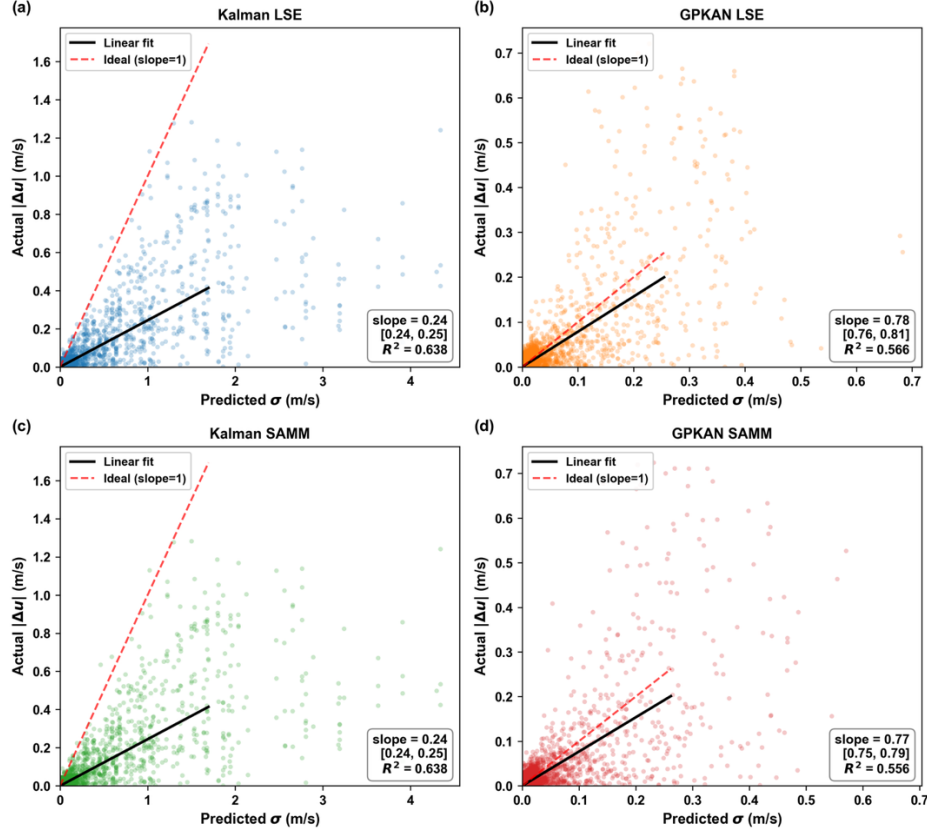 (a)
Kalman LSE
Linear fit
Ideal (slope=1)
Actual |Δu| (m/s)
1.6
1.4
1.2
1.0
0.8
0.6
0.4
0.2
0.0
slope = 0.24
[0.24, 0.25]
R² = 0.638
0 1 2 3 4
Predicted σ (m/s)
(b)
GPKAN LSE
Linear fit
Ideal (slope=1)
Actual |Δu| (m/s)
0.7
0.6
0.5
0.4
0.3
0.2
0.1
0.0
slope = 0.78
[0.76, 0.81]
R² = 0.566
0.0 0.1 0.2 0.3 0.4 0.5 0.6 0.7
Predicted σ (m/s)
(c)
Kalman SAMM
Linear fit
Ideal (slope=1)
Actual |Δu| (m/s)
1.6
1.4
1.2
1.0
0.8
0.6
0.4
0.2
0.0
slope = 0.24
[0.24, 0.25]
R² = 0.638
0 1 2 3 4
Predicted σ (m/s)
(d)
GPKAN SAMM
Linear fit
Ideal (slope=1)
Actual |Δu| (m/s)
0.7
0.6
0.5
0.4
0.3
0.2
0.1
0.0
slope = 0.77
[0.75, 0.79]
R² = 0.556
0.0 0.1 0.2 0.3 0.4 0.5 0.6 0.7
Predicted σ (m/s)